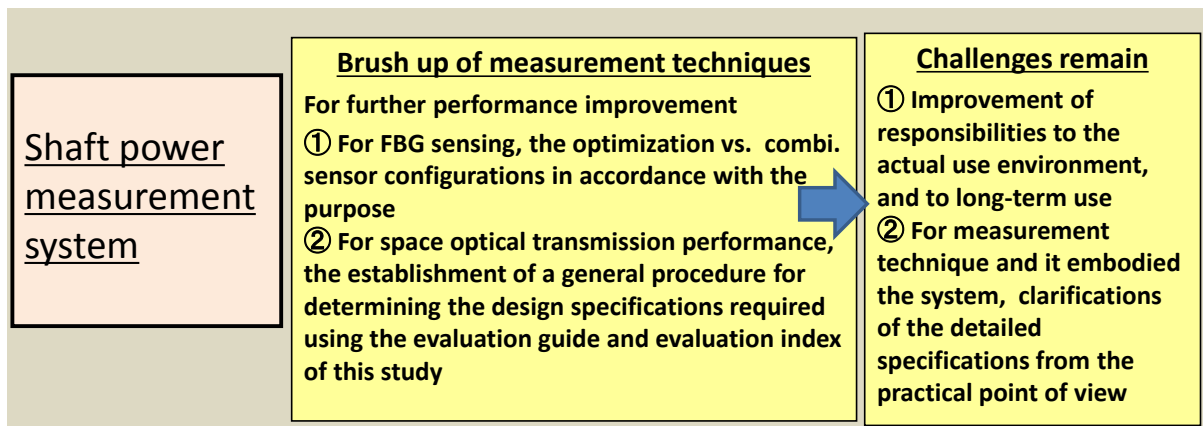 Shaft power
measurement
system
Brush up of measurement techniques
For further performance improvement
① For FBG sensing, the optimization vs. combi.
sensor configurations in accordance with the
purpose
② For space optical transmission performance,
the establishment of a general procedure for
determining the design specifications required
using the evaluation guide and evaluation index
of this study
Challenges remain
① Improvement of
responsibilities to the
actual use environment,
and to long-term use
② For measurement
technique and it embodied
the system, clarifications
of the detailed
specifications from the
practical point of view